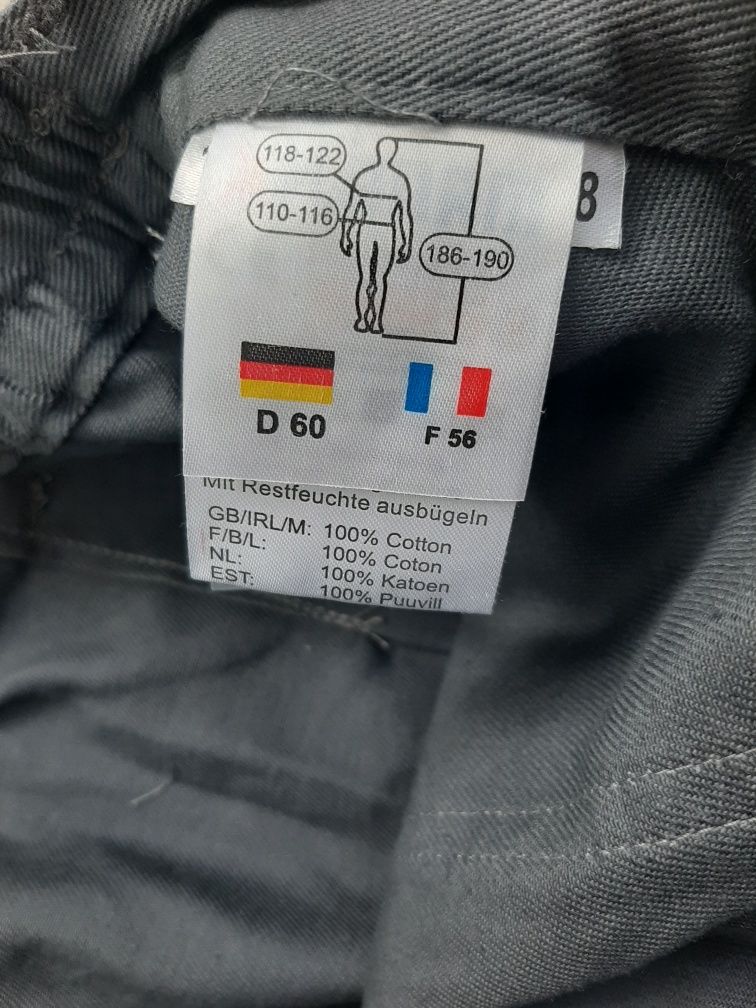 118-122
110-116
8
186-190
D 60
F 56
Mit Restfeuchte ausbügeln
GB/IRL/M: 100% Cotton
F/B/L: 100% Coton
NL: 100% Katoen
EST: 100% Puuvill